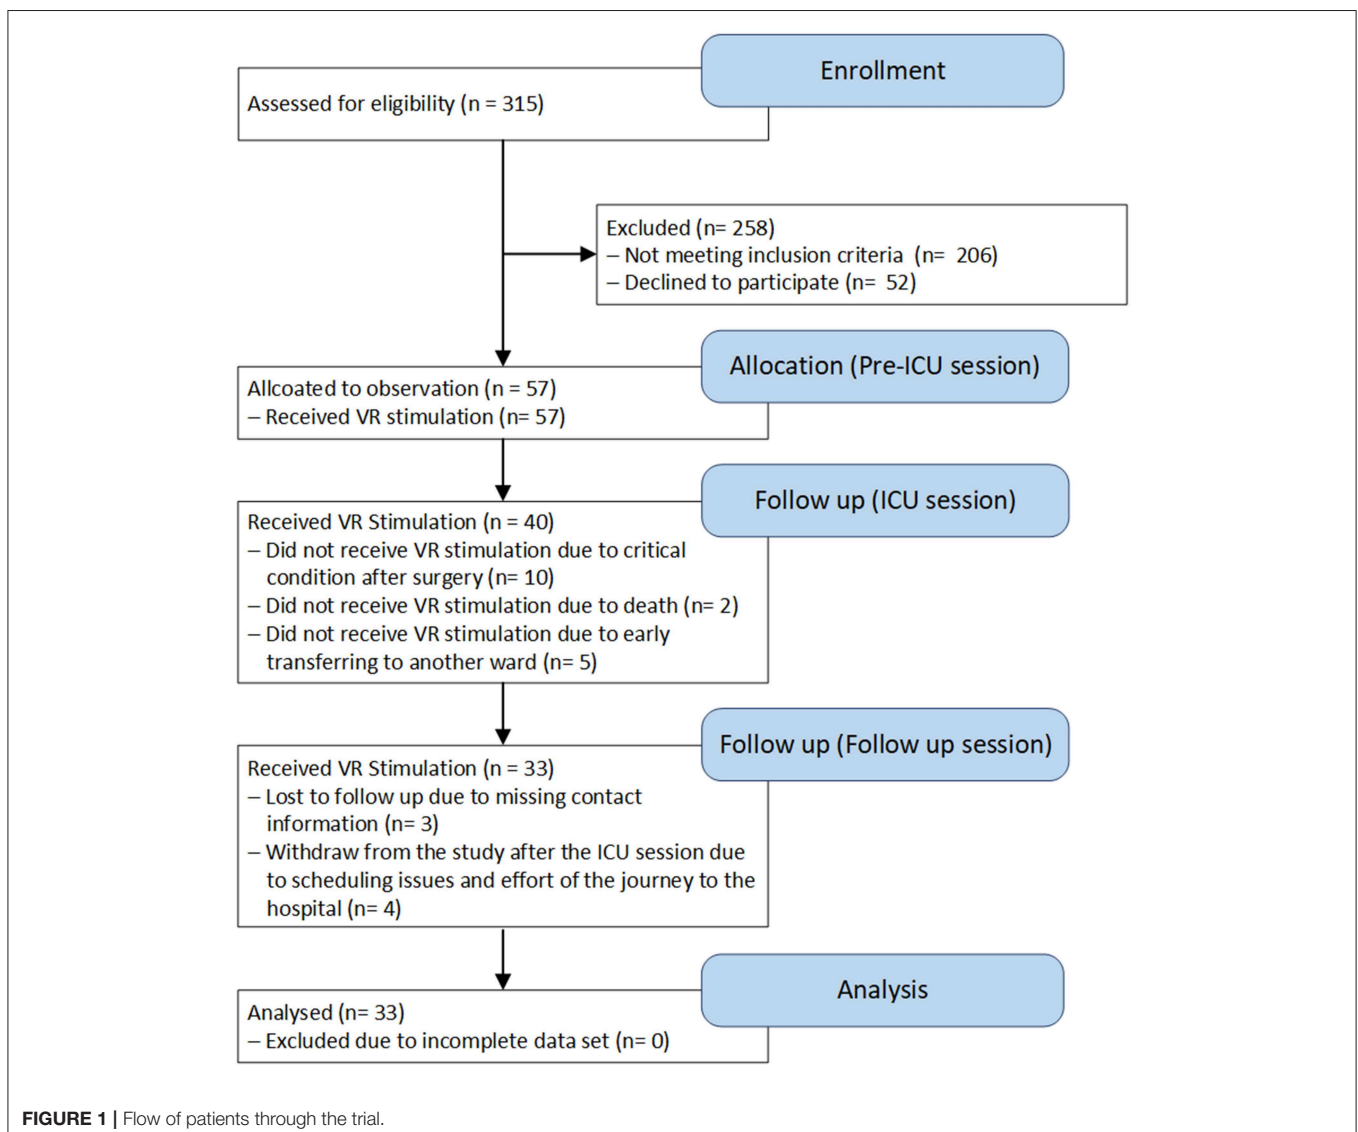 Enrollment
Assessed for eligibility (n = 315)
Excluded (n= 258)
– Not meeting inclusion criteria (n= 206)
– Declined to participate (n= 52)
Allocation (Pre-ICU session)
Allcoated to observation (n = 57)
– Received VR stimulation (n= 57)
Follow up (ICU session)
Received VR Stimulation (n = 40)
– Did not receive VR stimulation due to critical
condition after surgery (n= 10)
– Did not receive VR stimulation due to death (n= 2)
– Did not receive VR stimulation due to early
transferring to another ward (n= 5)
Follow up (Follow up session)
Received VR Stimulation (n = 33)
– Lost to follow up due to missing contact
information (n= 3)
– Withdraw from the study after the ICU session due
to scheduling issues and effort of the journey to the
hospital (n= 4)
Analysis
Analysed (n= 33)
– Excluded due to incomplete data set (n= 0)
FIGURE 1 | Flow of patients through the trial.